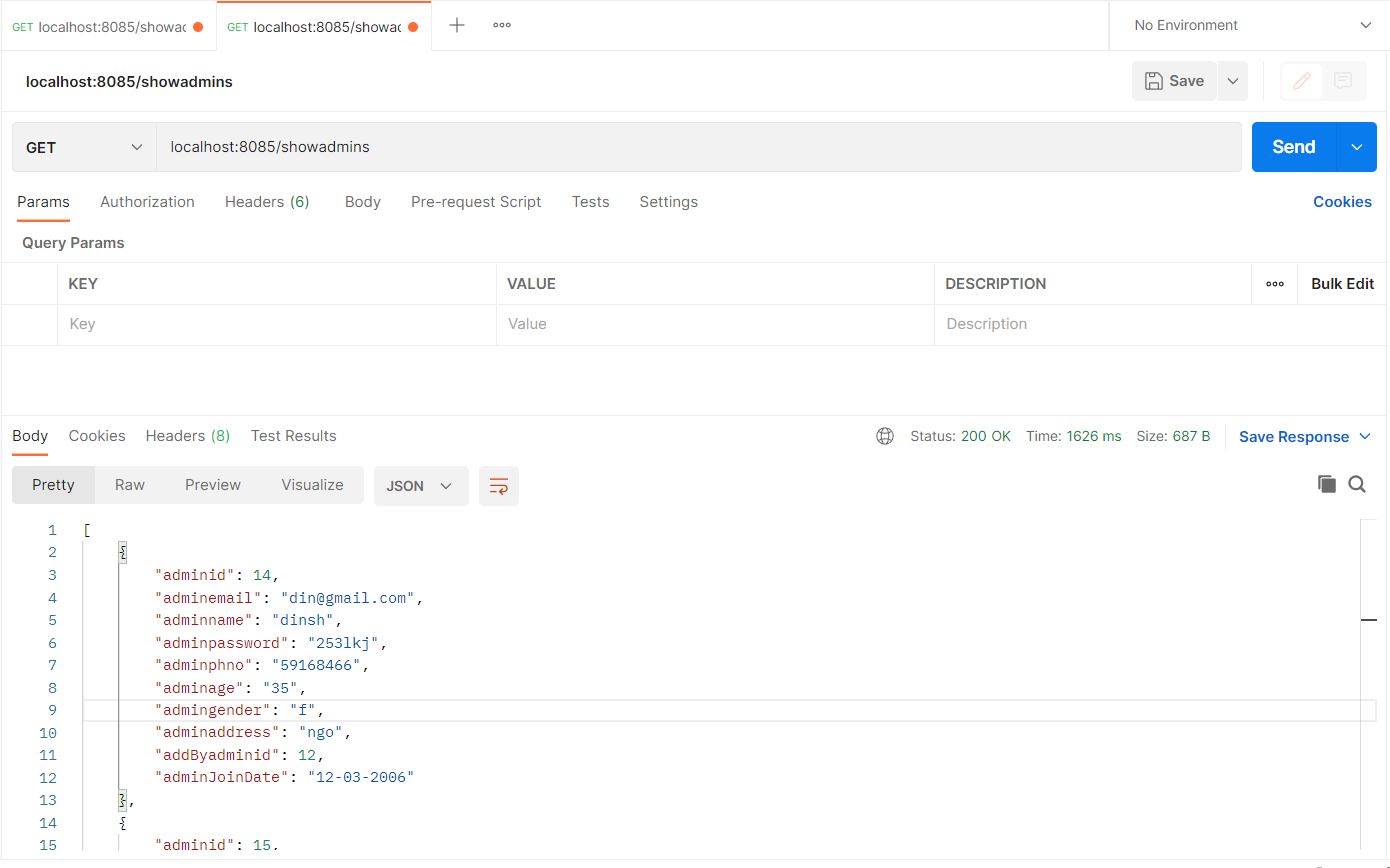 GET localhost:8085/showac GET localhost:8085/showac No Environment
localhost:8085/showadmins Save
GET localhost:8085/showadmins Send
Params Authorization Headers (6) Body Pre-request Script Tests Settings Cookies
Query Params
KEY VALUE DESCRIPTION Bulk Edit
Key Value Description
Body Cookies Headers (8) Test Results Status: 200 OK Time: 1626 ms Size: 687 B Save Response
Pretty Raw Preview Visualize JSON
1 [
2 {
3 "adminid": 14,
4 "adminemail": "din@gmail.com",
5 "adminname": "dinsh",
6 "adminpassword": "253lkj",
7 "adminphno": "59168466",
8 "adminage": "35",
9 "admingender": "f",
10 "adminaddress": "ngo",
11 "addByadminid": 12,
12 "adminJoinDate": "12-03-2006"
13 },
14 {
15 "adminid": 15,